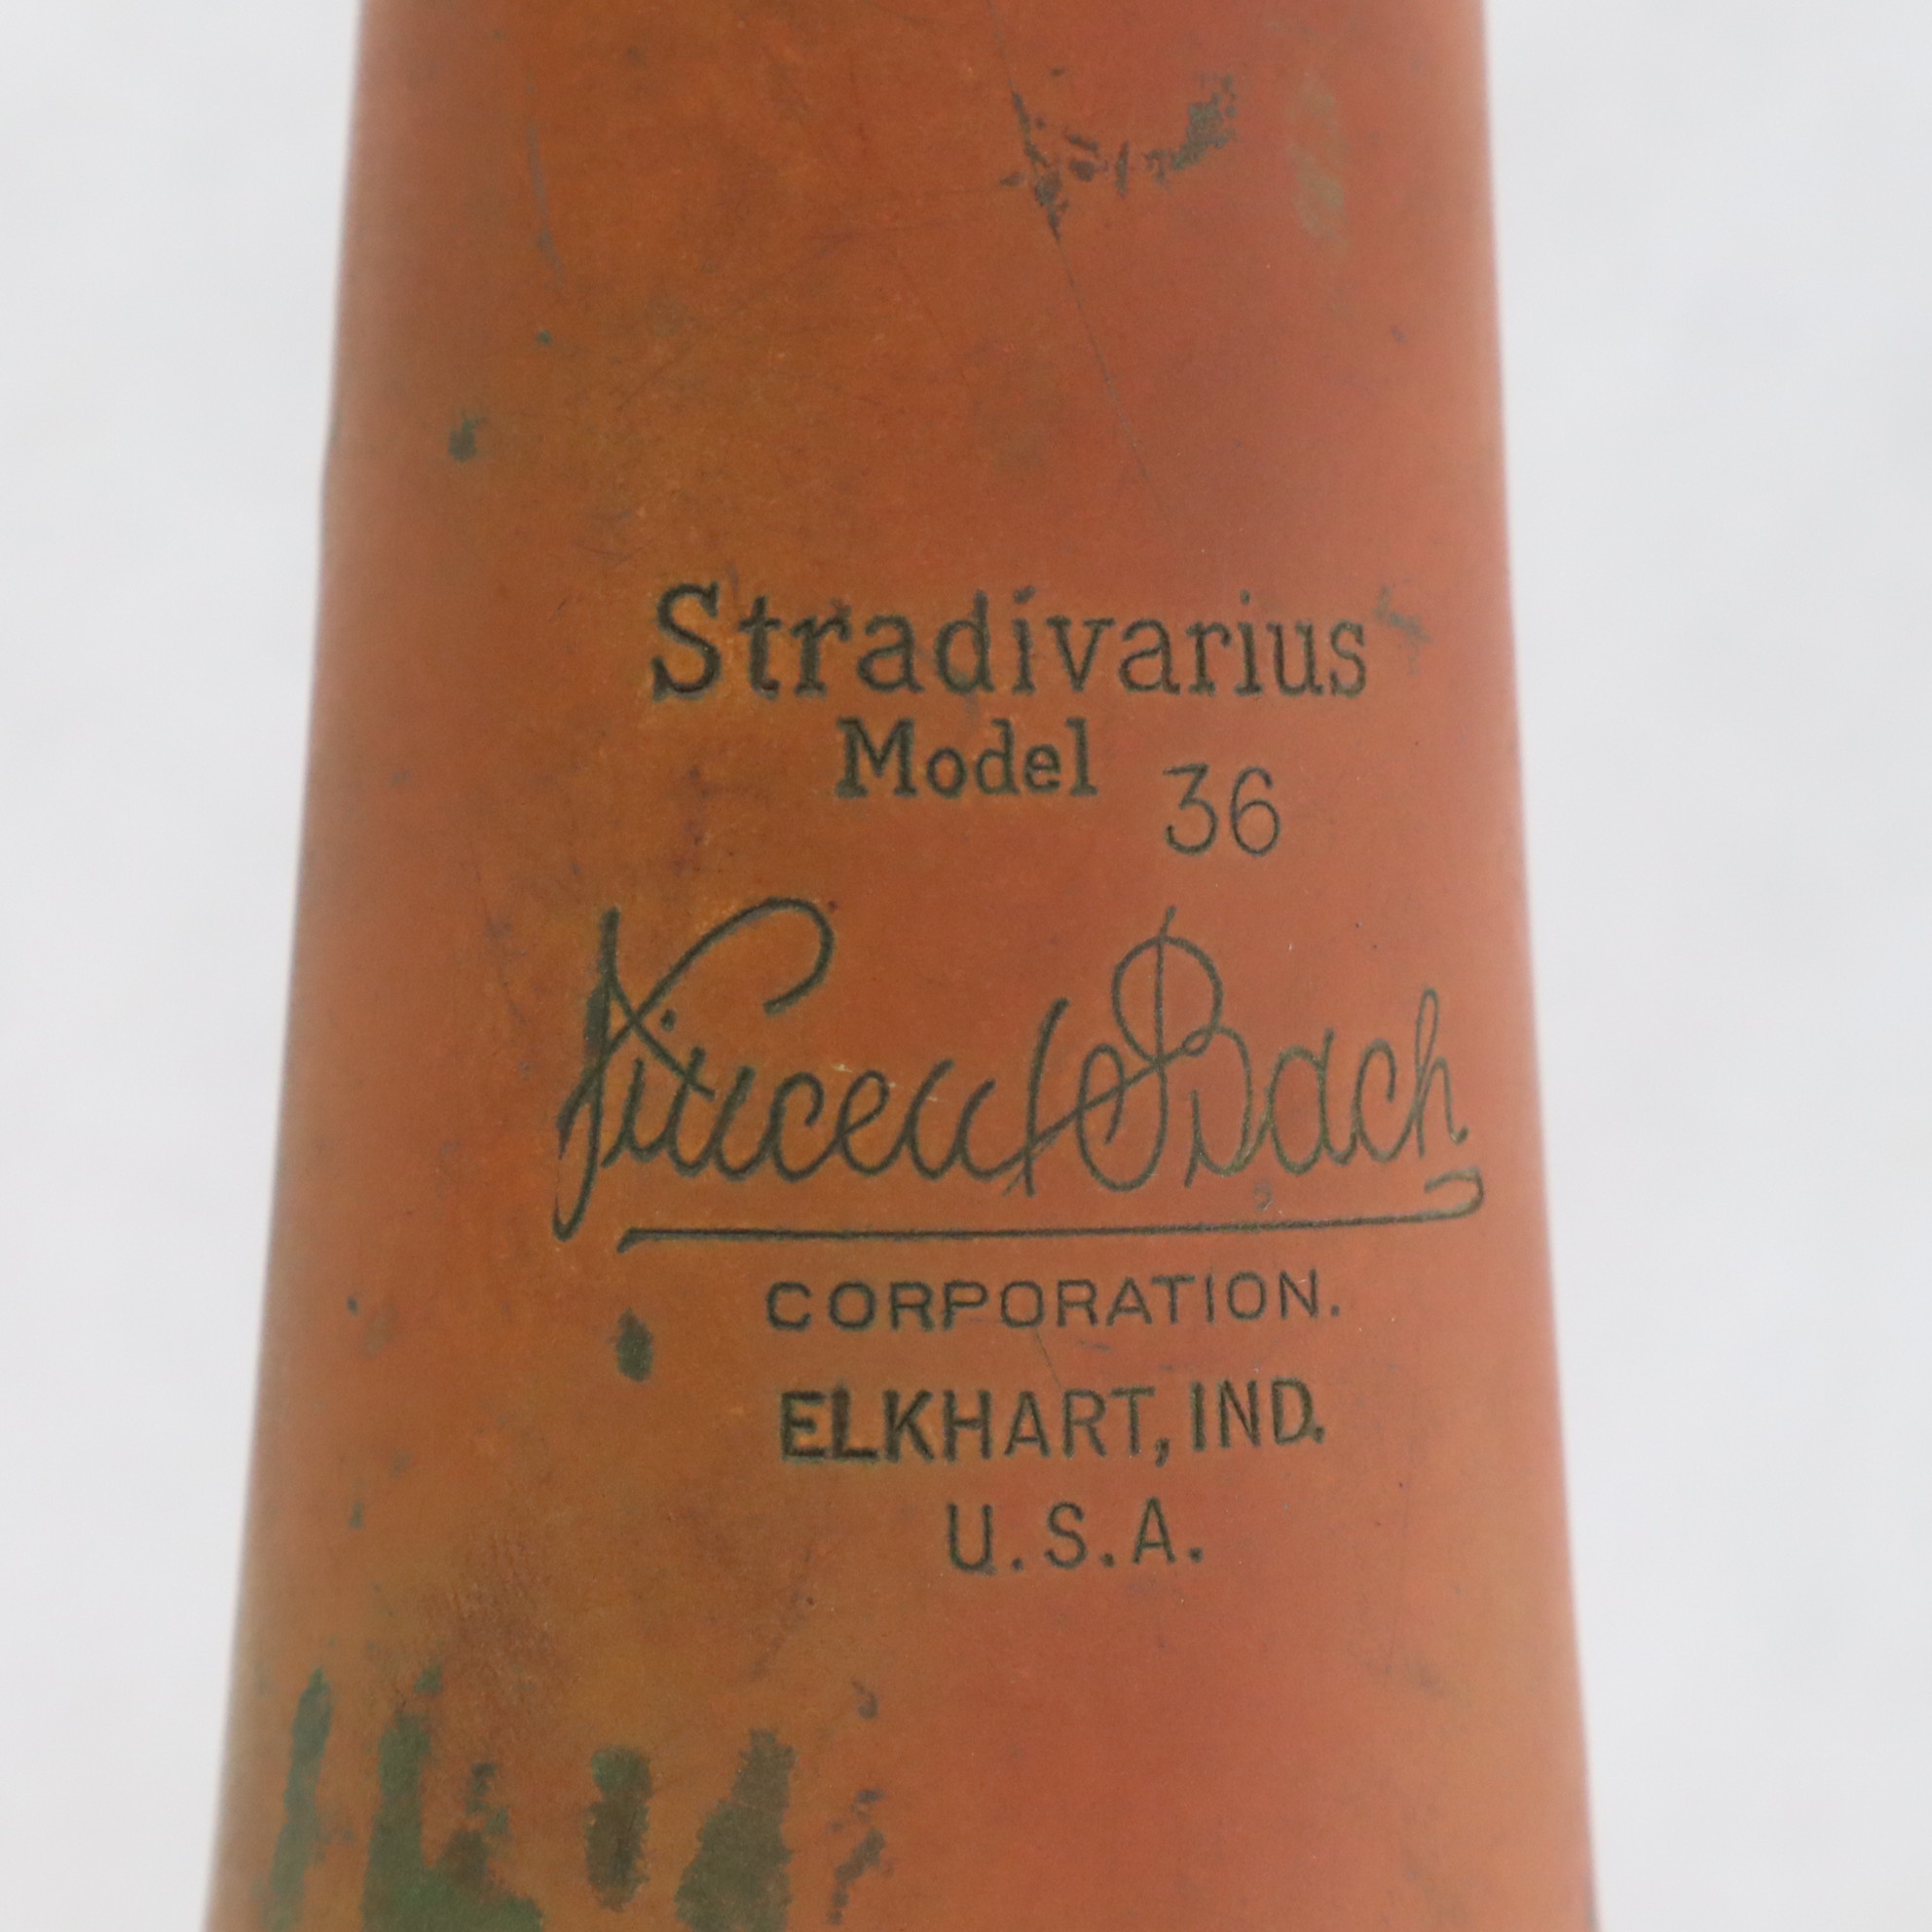 Stradivarius
Model 36
Vincent Bach
CORPORATION.
ELKHART, IND.
U.S.A.